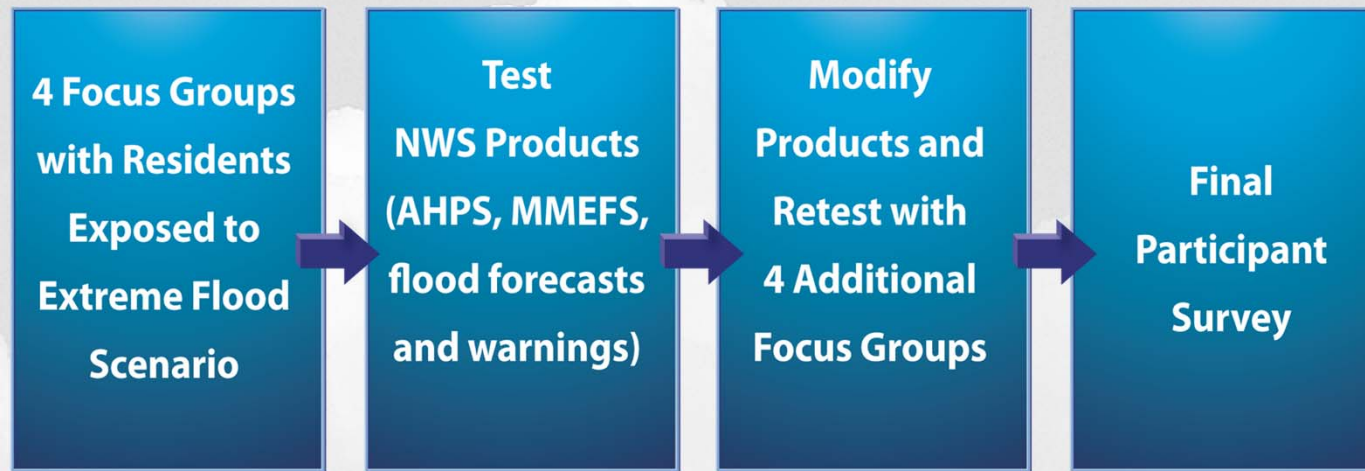 4 Focus Groups
with Residents
Exposed to
Extreme Flood
Scenario
Test
NWS Products
(AHPS, MMEFS,
flood forecasts
and warnings)
Modify
Products and
Retest with
4 Additional
Focus Groups
Final
Participant
Survey